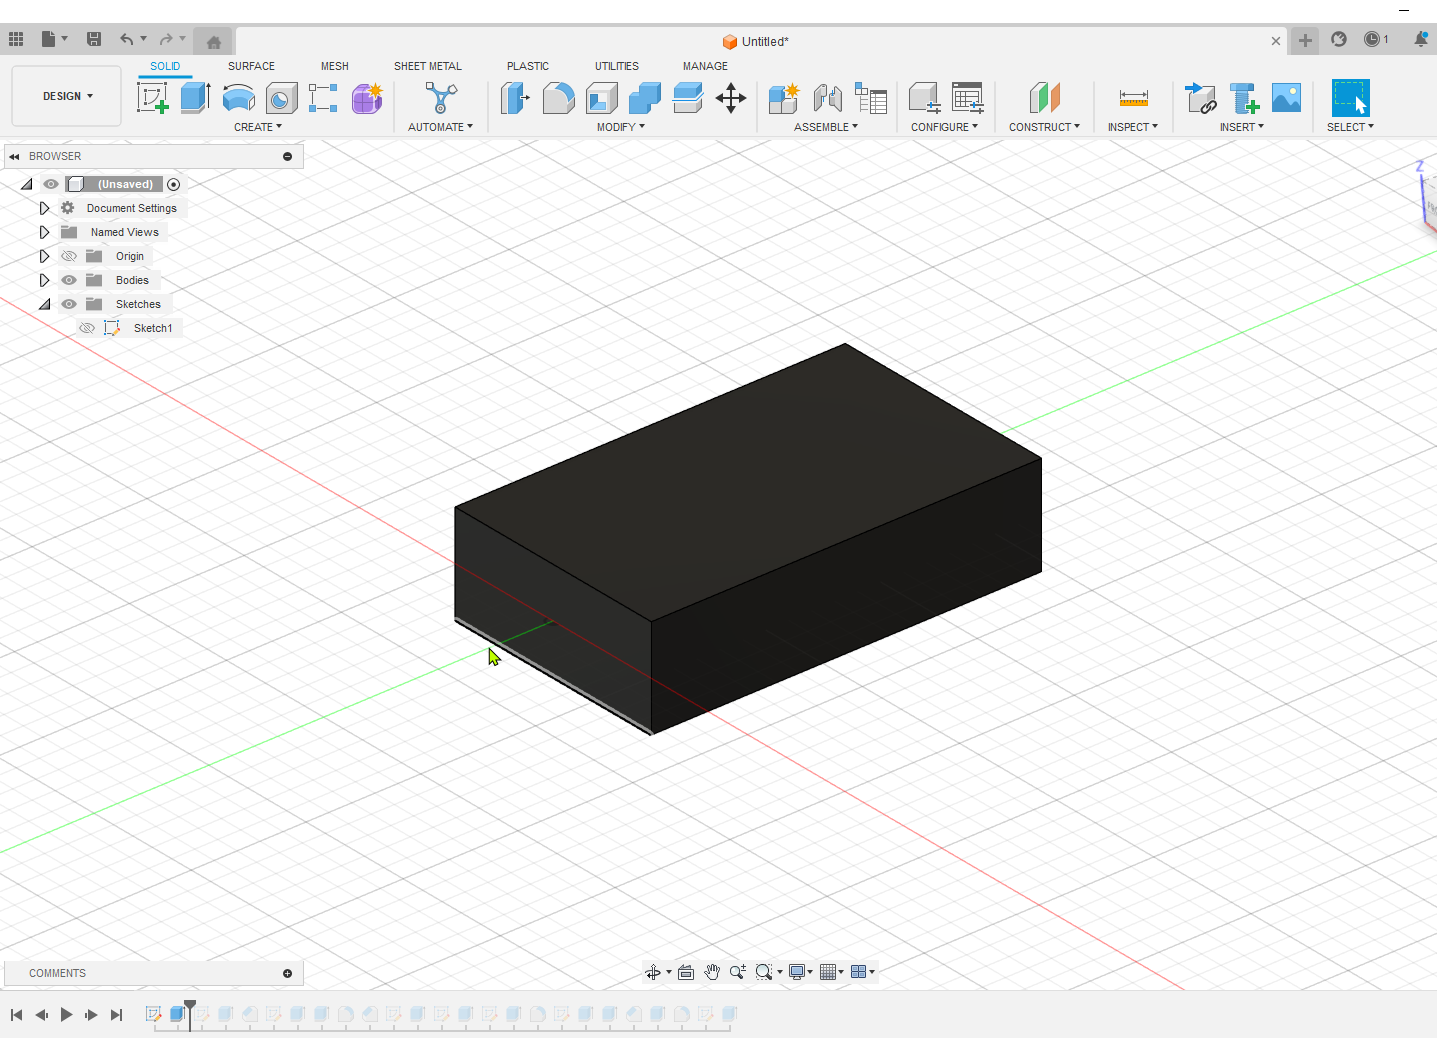 Untitled*
1
DESIGN
SOLID
SURFACE
MESH
SHEET METAL
PLASTIC
UTILITIES
MANAGE
CREATE
AUTOMATE
MODIFY
ASSEMBLE
CONFIGURE
CONSTRUCT
INSPECT
INSERT
SELECT
BROWSER
(Unsaved)
Document Settings
Named Views
Origin
Bodies
Sketches
Sketch1
Z
COMMENTS